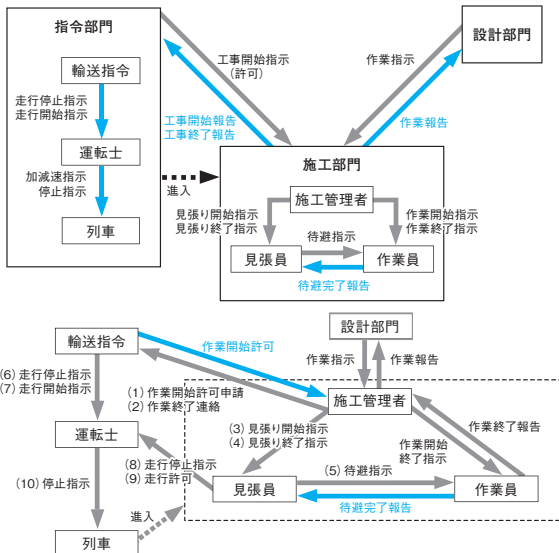 指令部門
輸送指令
走行停止指示
走行開始指示
運転士
加減速指示
停止指示
列車
工事開始指示
(許可)
工事開始報告
工事終了報告
作業指示
作業報告
設計部門
進入
施工部門
施工管理者
見張り開始指示
見張り終了指示
作業開始指示
作業終了指示
待避指示
見張員
作業員
待避完了報告
輸送指令
作業開始許可
設計部門
作業指示
作業報告
(6) 走行停止指示
(7) 走行開始指示
(1) 作業開始許可申請
(2) 作業終了連絡
施工管理者
(3) 見張り開始指示
(4) 見張り終了指示
作業開始
終了指示
作業終了報告
運転士
(8) 走行停止指示
(9) 走行許可
(5) 待避指示
見張員
作業員
待避完了報告
(10) 停止指示
進入
列車